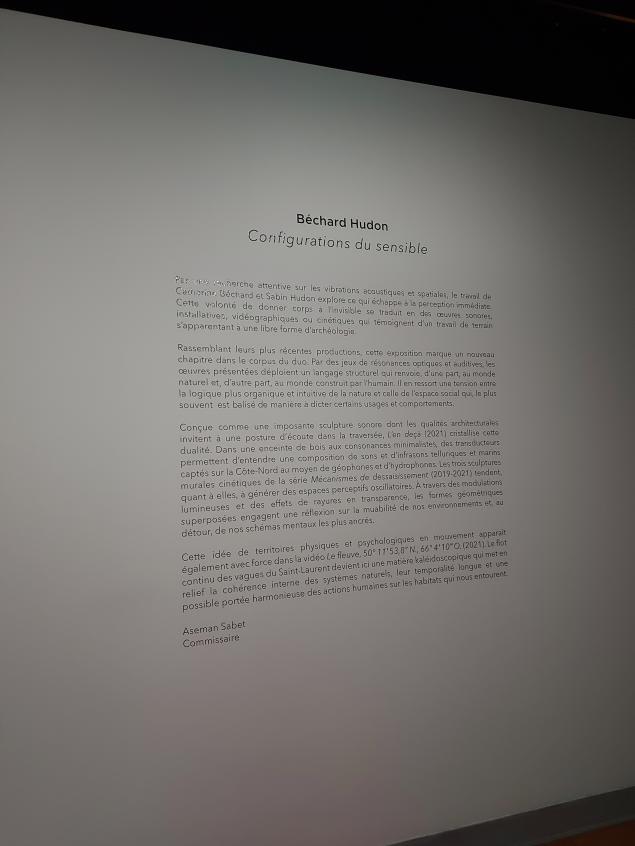 Béchard Hudon
Configurations du sensible
Par une recherche attentive sur les vibrations acoustiques et spatiales, le travail de
Catherine Béchard et Sabin Hudon explore ce qui échappe à la perception immédiate.
Cette volonté de donner corps à l'invisible se traduit en des œuvres sonores,
installatives, vidéographiques ou cinétiques qui témoignent d'un travail de terrain
s'apparentant à une libre forme d'archéologie.
Rassemblant leurs plus récentes productions, cette exposition marque un nouveau
chapitre dans le corpus du duo. Par des jeux de résonances optiques et auditives, les
œuvres présentées déploient un langage structurel qui renvoie, d'une part, au monde
naturel et, d'autre part, au monde construit par l'humain. Il en ressort une tension entre
la logique plus organique et intuitive de la nature et celle de l'espace social qui, le plus
souvent est balisé de manière à dicter certains usages et comportements.
Conçue comme une imposante sculpture sonore dont les qualités architecturales
invitent à une posture d'écoute dans la traversée, L'en deçà (2021) cristallise cette
dualité. Dans une enceinte de bois aux consonances minimalistes, des transducteurs
permettent d'entendre une composition de sons et d'infrasons telluriques et marins
captés sur la Côte-Nord au moyen de géophones et d'hydrophones. Les trois sculptures
murales cinétiques de la série Mécanismes de dessaisissement (2019-2021) tendent,
quant à elles, à générer des espaces perceptifs oscillatoires. À travers des modulations
lumineuses et des effets de rayures en transparence, les formes géométriques
superposées engagent une réflexion sur la muabilité de nos environnements et, au
détour, de nos schémas mentaux les plus ancrés.
Cette idée de territoires physiques et psychologiques en mouvement apparaît
également avec force dans la vidéo Le fleuve, 50° 11'53,8" N., 66° 4'10" O. (2021). Le flot
continu des vagues du Saint-Laurent devient ici une matière kaléidoscopique qui met en
relief la cohérence interne des systèmes naturels, leur temporalité longue et une
possible portée harmonieuse des actions humaines sur les habitats qui nous entourent.
Aseman Sabet
Commissaire